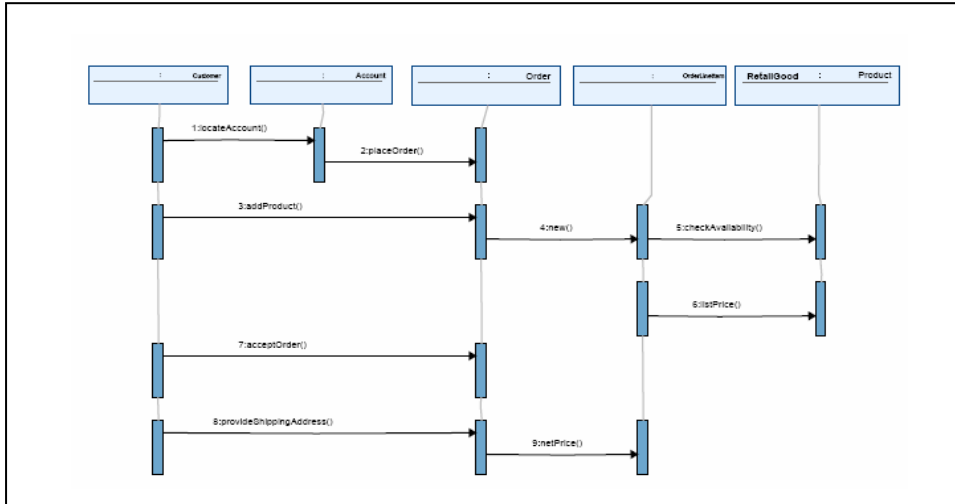 : Customer
: Account
: Order
: OrderLineItem
RetailGood : Product
1:locateAccount()
2:placeOrder()
3:addProduct()
4:new()
5:checkAvailability()
6:listPrice()
7:acceptOrder()
8:provideShippingAddress()
9:netPrice()